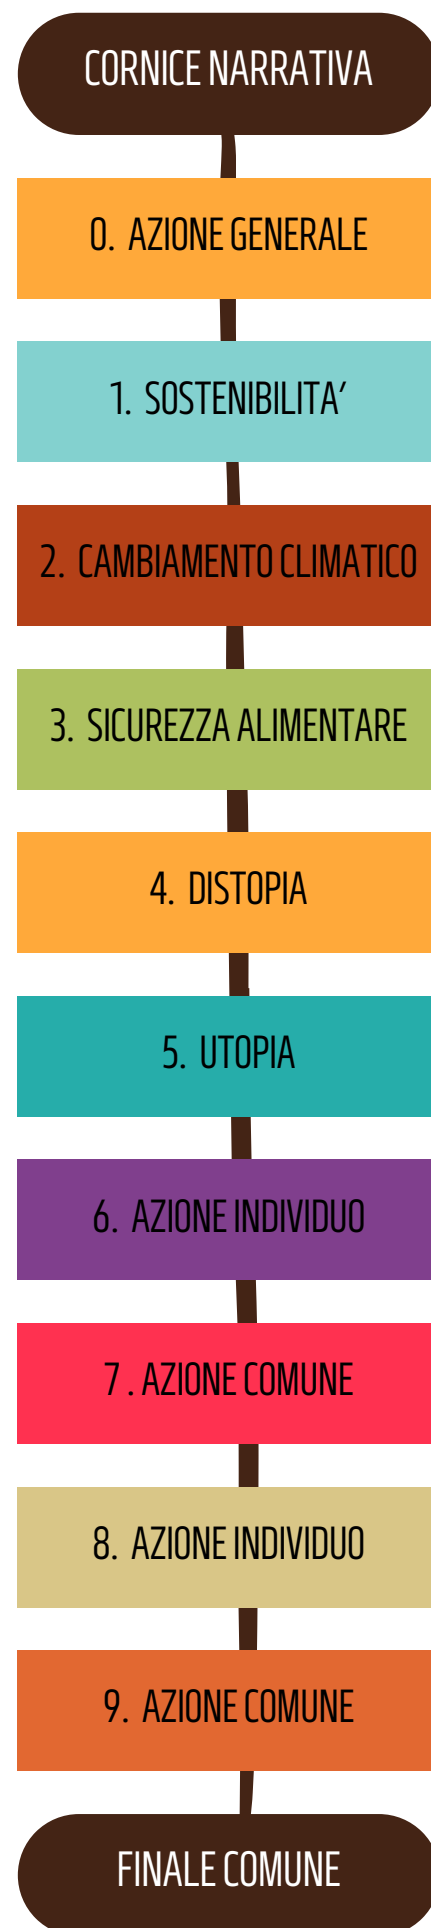 CORNICE NARRATIVA
0. AZIONE GENERALE
1. SOSTENIBILITA'
2. CAMBIAMENTO CLIMATICO
3. SICUREZZA ALIMENTARE
4. DISTOPIA
5. UTOPIA
6. AZIONE INDIVIDUO
7 . AZIONE COMUNE
8. AZIONE INDIVIDUO
9. AZIONE COMUNE
FINALE COMUNE